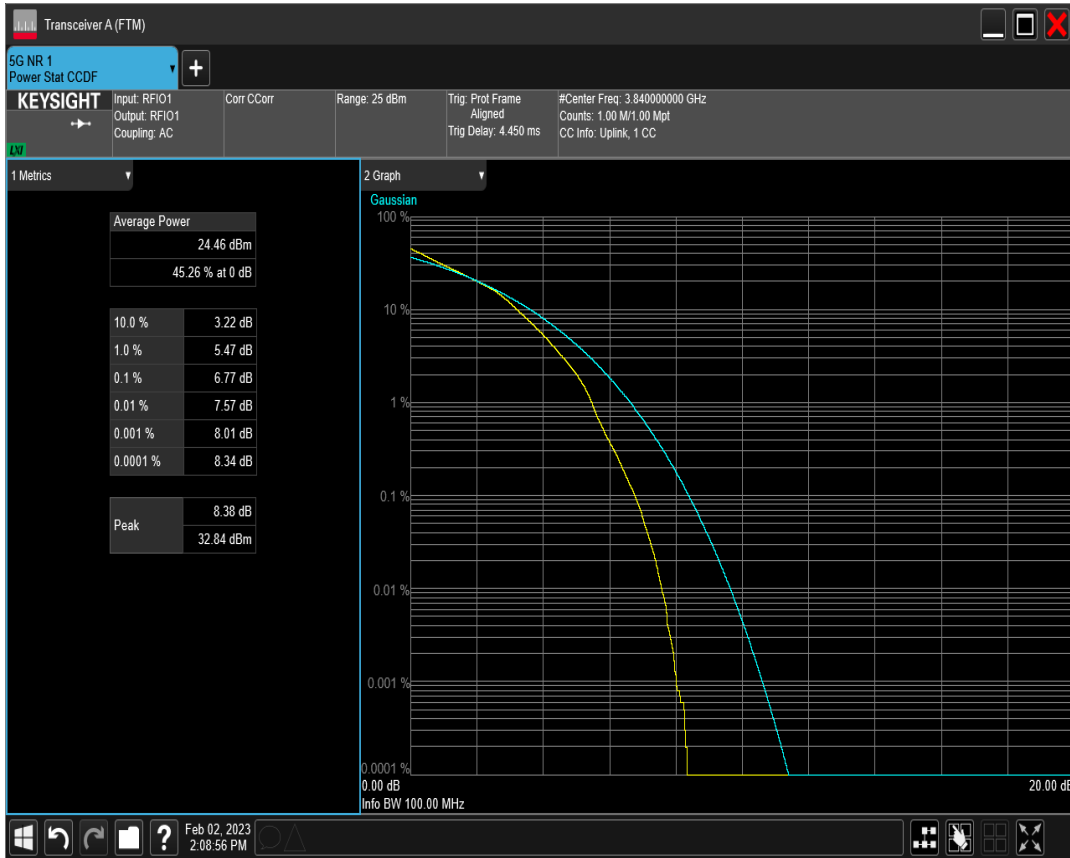 Transceiver A (FTM)
5G NR 1
Power Stat CCDF
KEYSIGHT
LXI
Input: RFIO1
Output: RFIO1
Coupling: AC
Corr CCorr
Range: 25 dBm
Trig: Prot Frame
Aligned
Trig Delay: 4.450 ms
#Center Freq: 3.840000000 GHz
Counts: 1.00 M/1.00 Mpt
CC Info: Uplink, 1 CC
1 Metrics
Average Power
24.46 dBm
45.26 % at 0 dB
10.0 % 3.22 dB
1.0 % 5.47 dB
0.1 % 6.77 dB
0.01 % 7.57 dB
0.001 % 8.01 dB
0.0001 % 8.34 dB
Peak
8.38 dB
32.84 dBm
2 Graph
Gaussian
100 %
10 %
1 %
0.1 %
0.01 %
0.001 %
0.0001 %
0.00 dB 20.00 dB
Info BW 100.00 MHz
? Feb 02, 2023
2:08:56 PM